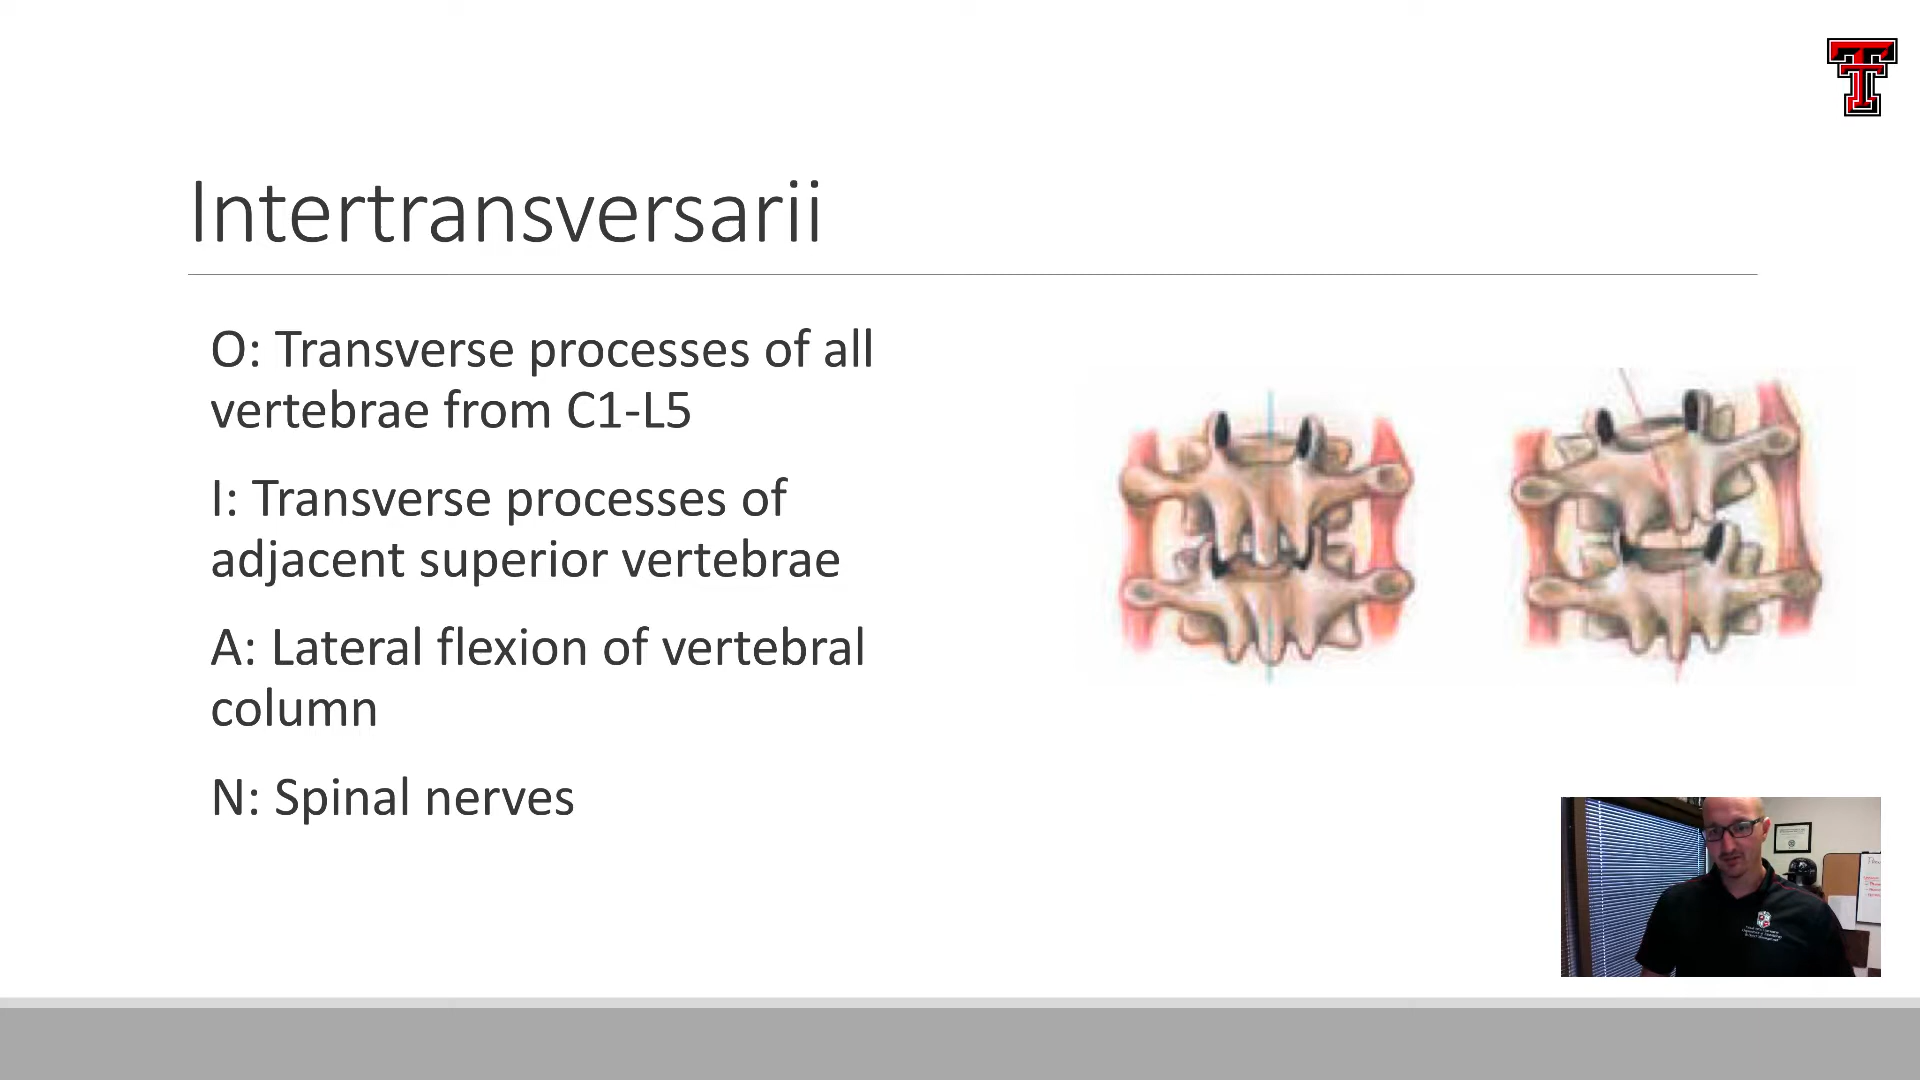 Intertransversarii
O: Transverse processes of all
vertebrae from C1-L5
I: Transverse processes of
adjacent superior vertebrae
A: Lateral flexion of vertebral
column
N: Spinal nerves